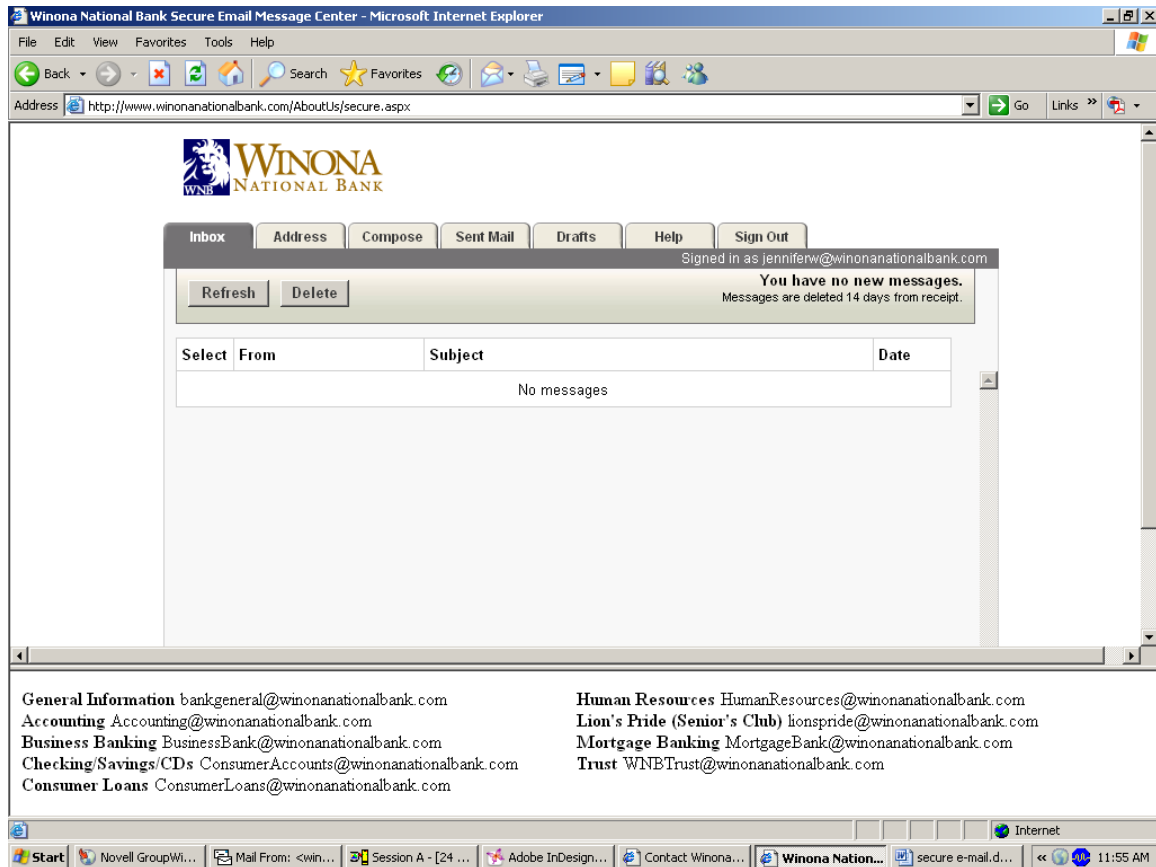 Winona National Bank Secure Email Message Center - Microsoft Internet Explorer
File Edit View Favorites Tools Help
Back Search Favorites
Address http://www.winonanationalbank.com/AboutUs/secure.aspx Go Links »
WINONA
WNB NATIONAL BANK
Inbox Address Compose Sent Mail Drafts Help Sign Out
Signed in as jenniferw@winonanationalbank.com
Refresh Delete You have no new messages.
Messages are deleted 14 days from receipt.
Select From Subject Date
No messages
General Information bankgeneral@winonanationalbank.com Human Resources HumanResources@winonanationalbank.com
Accounting Accounting@winonanationalbank.com Lion's Pride (Senior's Club) lionspride@winonanationalbank.com
Business Banking BusinessBank@winonanationalbank.com Mortgage Banking MortgageBank@winonanationalbank.com
Checking/Savings/CDs ConsumerAccounts@winonanationalbank.com Trust WNBTrust@winonanationalbank.com
Consumer Loans ConsumerLoans@winonanationalbank.com
Internet
Start Novell GroupWi... Mail From: <win... Session A - [24 ... Adobe InDesign... Contact Winona... Winona Nation... secure e-mail.d... « 11:55 AM